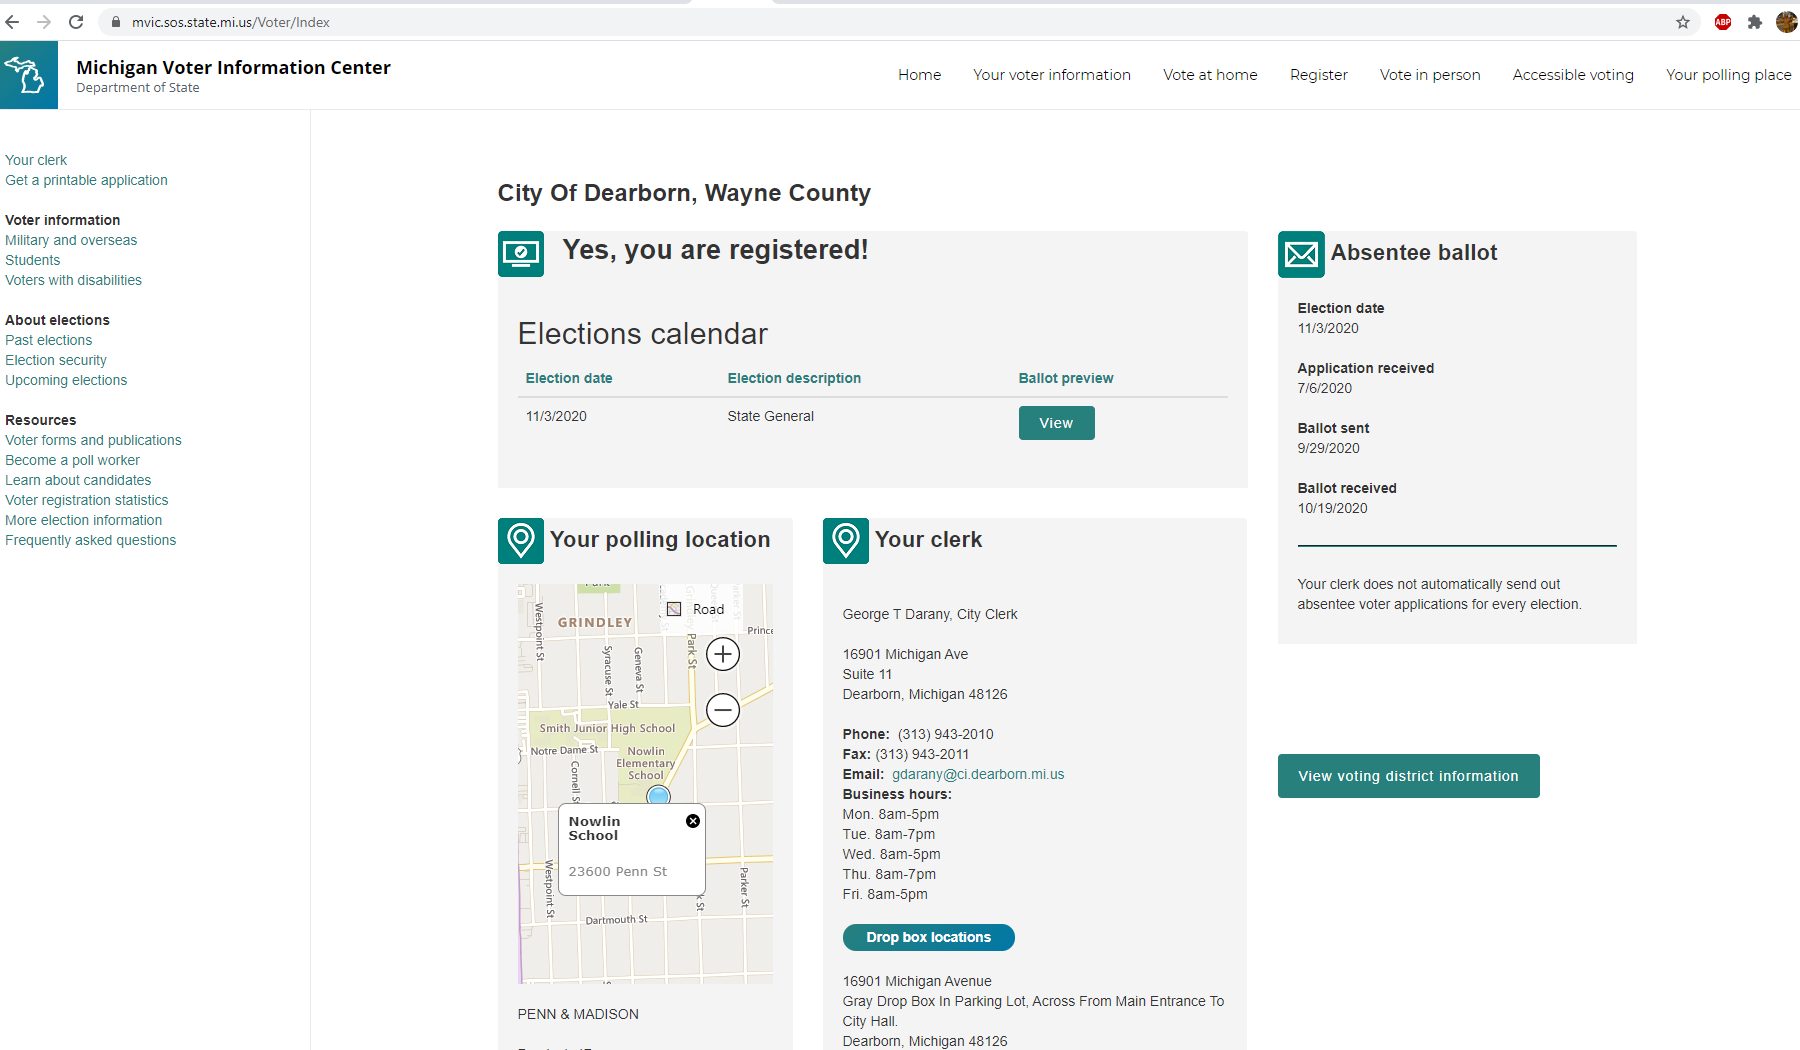 mvic.sos.state.mi.us/Voter/Index
ABP
Michigan Voter Information Center
Department of State
Home
Your voter information
Vote at home
Register
Vote in person
Accessible voting
Your polling place
Your clerk
Get a printable application
Voter information
Military and overseas
Students
Voters with disabilities
About elections
Past elections
Election security
Upcoming elections
Resources
Voter forms and publications
Become a poll worker
Learn about candidates
Voter registration statistics
More election information
Frequently asked questions
City Of Dearborn, Wayne County
Yes, you are registered!
Elections calendar
Election date Election description Ballot preview
11/3/2020 State General View
Absentee ballot
Election date
11/3/2020
Application received
7/6/2020
Ballot sent
9/29/2020
Ballot received
10/19/2020
Your clerk does not automatically send out
absentee voter applications for every election.
View voting district information
Your polling location
Park
Road
GRINDLEY
Westpoint St
Syracuse St
Geneva St
Park St
Parker St
Yale St
Smith Junior High School
Notre Dame St
Nowlin
Elementary
School
Cornell St
Nowlin
School
23600 Penn St
Westpoint St
Parker St
Dartmouth St
PENN & MADISON
Your clerk
George T Darany, City Clerk
16901 Michigan Ave
Suite 11
Dearborn, Michigan 48126
Phone: (313) 943-2010
Fax: (313) 943-2011
Email: gdarany@ci.dearborn.mi.us
Business hours:
Mon. 8am-5pm
Tue. 8am-7pm
Wed. 8am-5pm
Thu. 8am-7pm
Fri. 8am-5pm
Drop box locations
16901 Michigan Avenue
Gray Drop Box In Parking Lot, Across From Main Entrance To
City Hall.
Dearborn, Michigan 48126